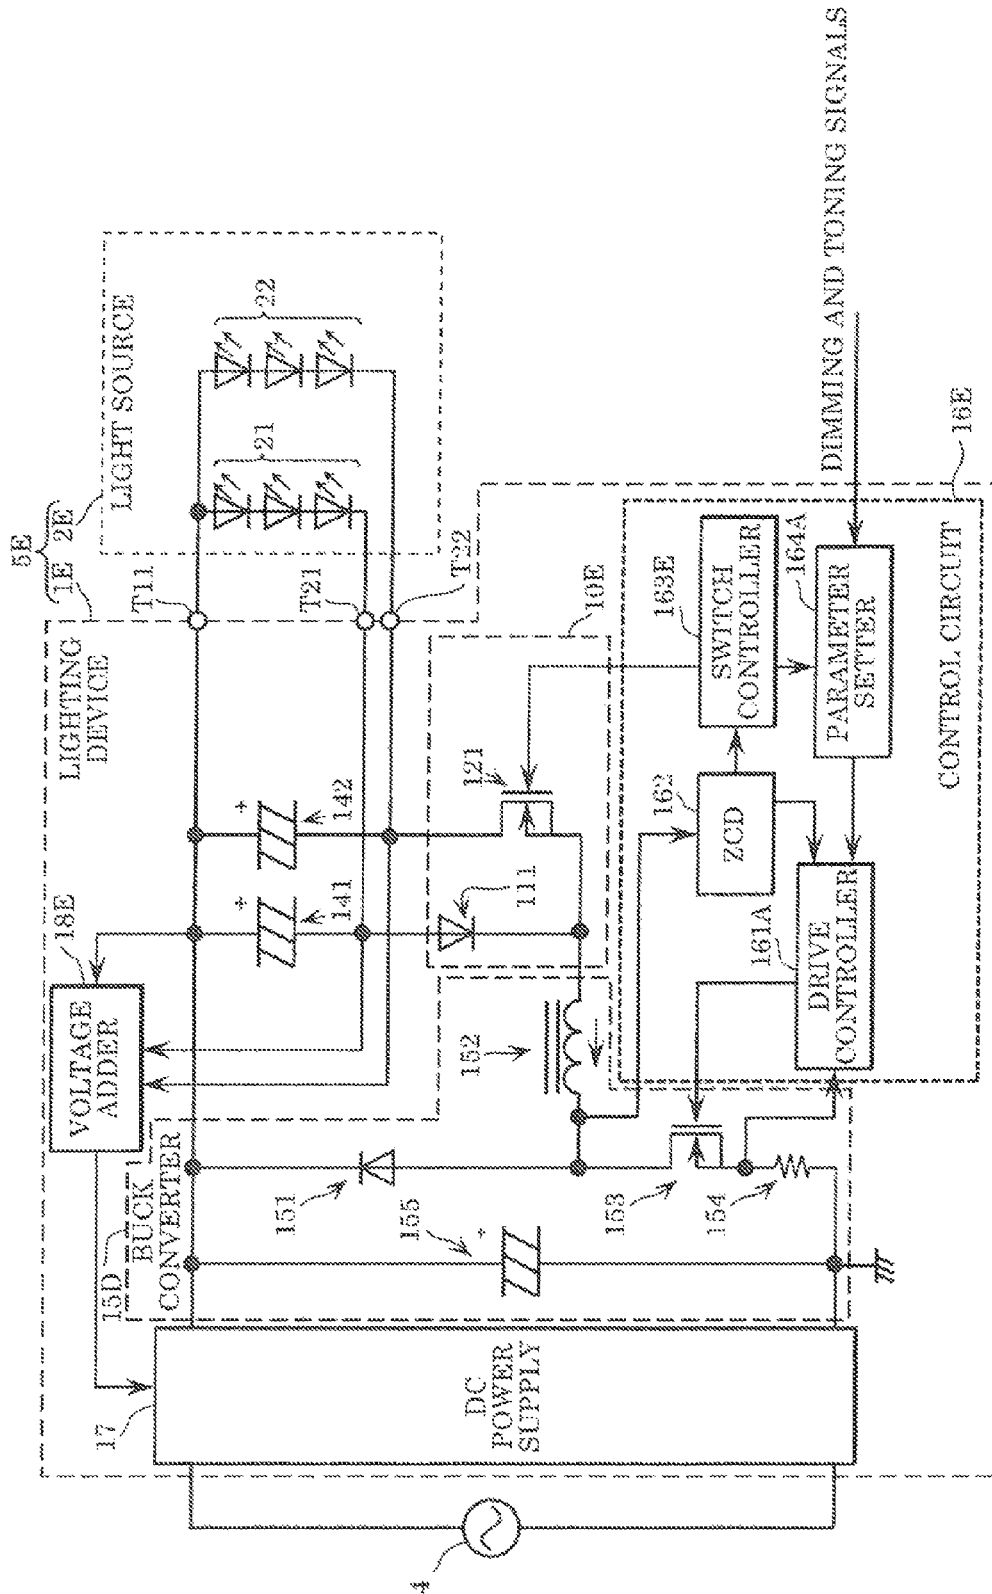 5E
1E 2E
LIGHTING
DEVICE
LIGHT SOURCE
T11
T21
T22
21
22
18E
VOLTAGE
ADDER
+
141
+
142
10E
111
121
15D
BUCK
CONVERTER
151
152
153
154
155
+
17
DC
POWER
SUPPLY
4
163E
SWITCH
CONTROLLER
162
ZCD
164A
PARAMETER
SETTER
161A
DRIVE
CONTROLLER
CONTROL CIRCUIT
16E
DIMMING AND TONING SIGNALS